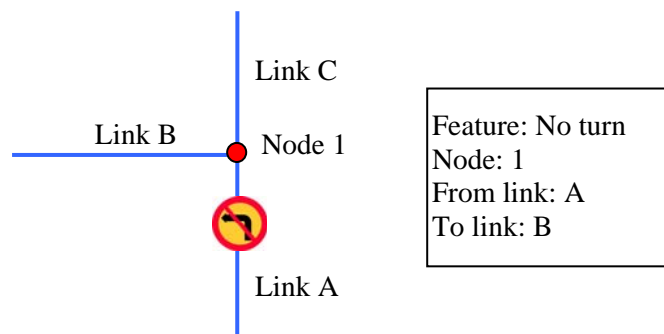 Link C
Link B
Node 1
Link A
Feature: No turn
Node: 1
From link: A
To link: B